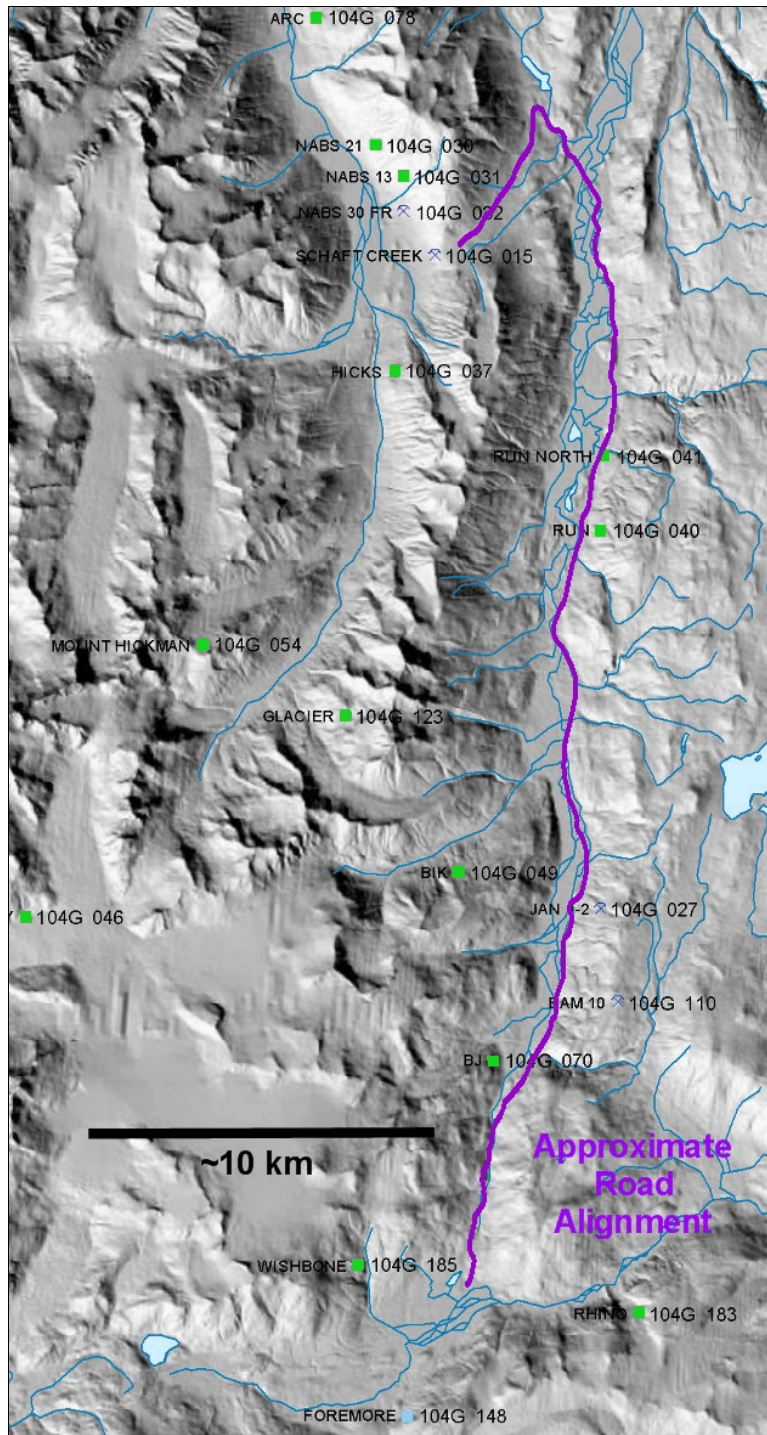 ARC 104G 078
NABS 21 104G 030
NABS 13 104G 031
NABS 30 FR 104G 032
SCHAFT CREEK 104G 015
HICKS 104G 037
RUN NORTH 104G 041
RUN 104G 040
MOUNT HICKMAN 104G 054
GLACIER 104G 123
BIK 104G 049
JAN 104G 027
104G 046
BAM 10 104G 110
BJ 104G 070
~10 km
Approximate
Road
Alignment
WISHBONE 104G 185
RHINO 104G 183
FOREMORE 104G 148